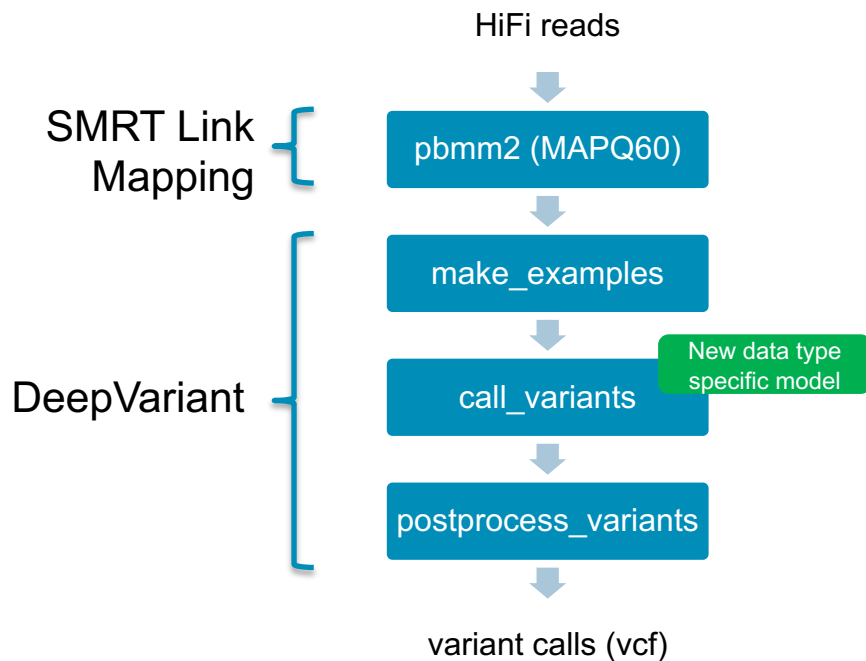 HiFi reads
SMRT Link
Mapping
pbmm2 (MAPQ60)
make_examples
New data type
specific model
DeepVariant
call_variants
postprocess_variants
variant calls (vcf)